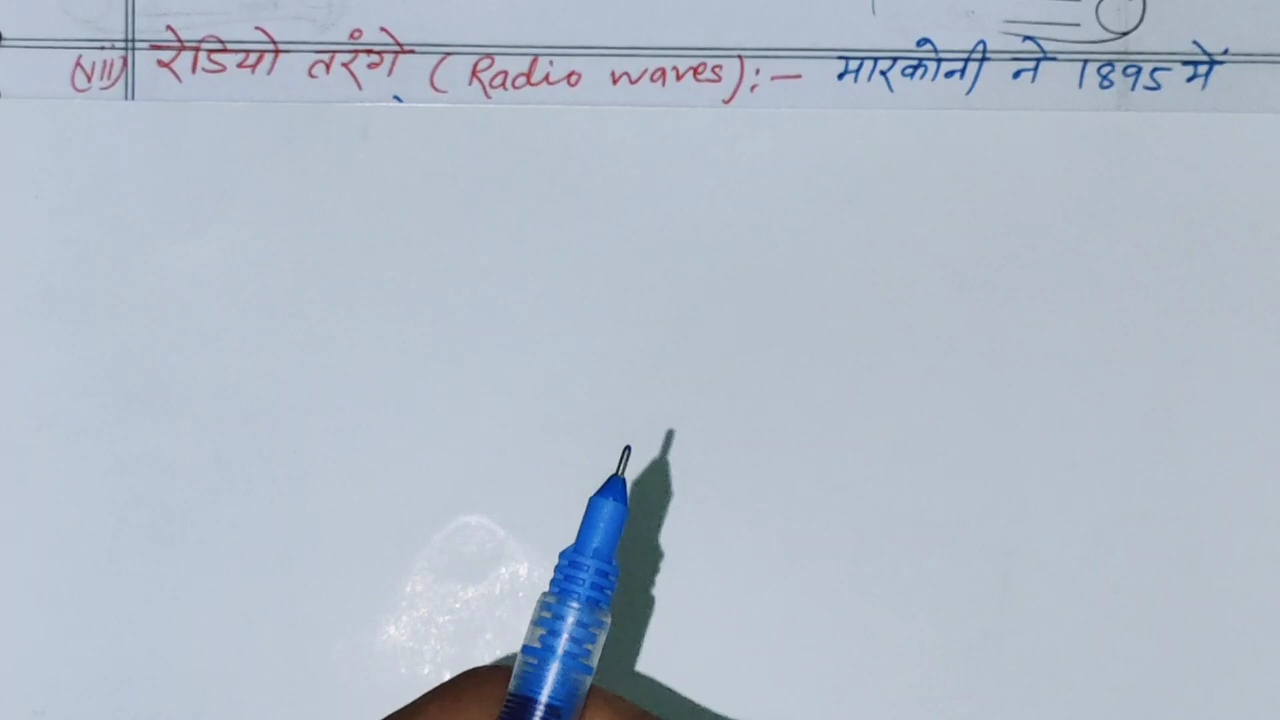 (VII) रेडियो तरंगे (Radio waves):- मारकोनी ने 1895 में